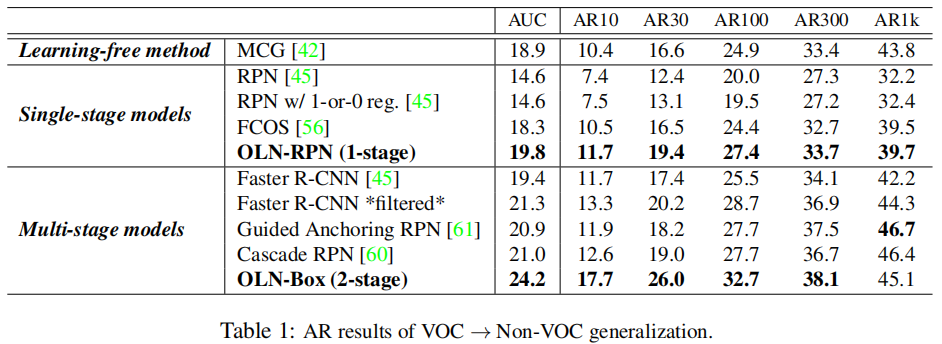 AUC AR10 AR30 AR100 AR300 AR1k
Learning-free method MCG [42] 18.9 10.4 16.6 24.9 33.4 43.8
RPN [45] 14.6 7.4 12.4 20.0 27.3 32.2
RPN w/ 1-or-0 reg. [45] 14.6 7.5 13.1 19.5 27.2 32.4
Single-stage models
FCOS [56] 18.3 10.5 16.5 24.4 32.7 39.5
OLN-RPN (1-stage) 19.8 11.7 19.4 27.4 33.7 39.7
Faster R-CNN [45] 19.4 11.7 17.4 25.5 34.1 42.2
Faster R-CNN *filtered* 21.3 13.3 20.2 28.7 36.9 44.3
Multi-stage models Guided Anchoring RPN [61] 20.9 11.9 18.2 27.7 37.5 46.7
Cascade RPN [60] 21.0 12.6 19.0 27.7 36.7 46.4
OLN-Box (2-stage) 24.2 17.7 26.0 32.7 38.1 45.1
Table 1: AR results of VOC → Non-VOC generalization.